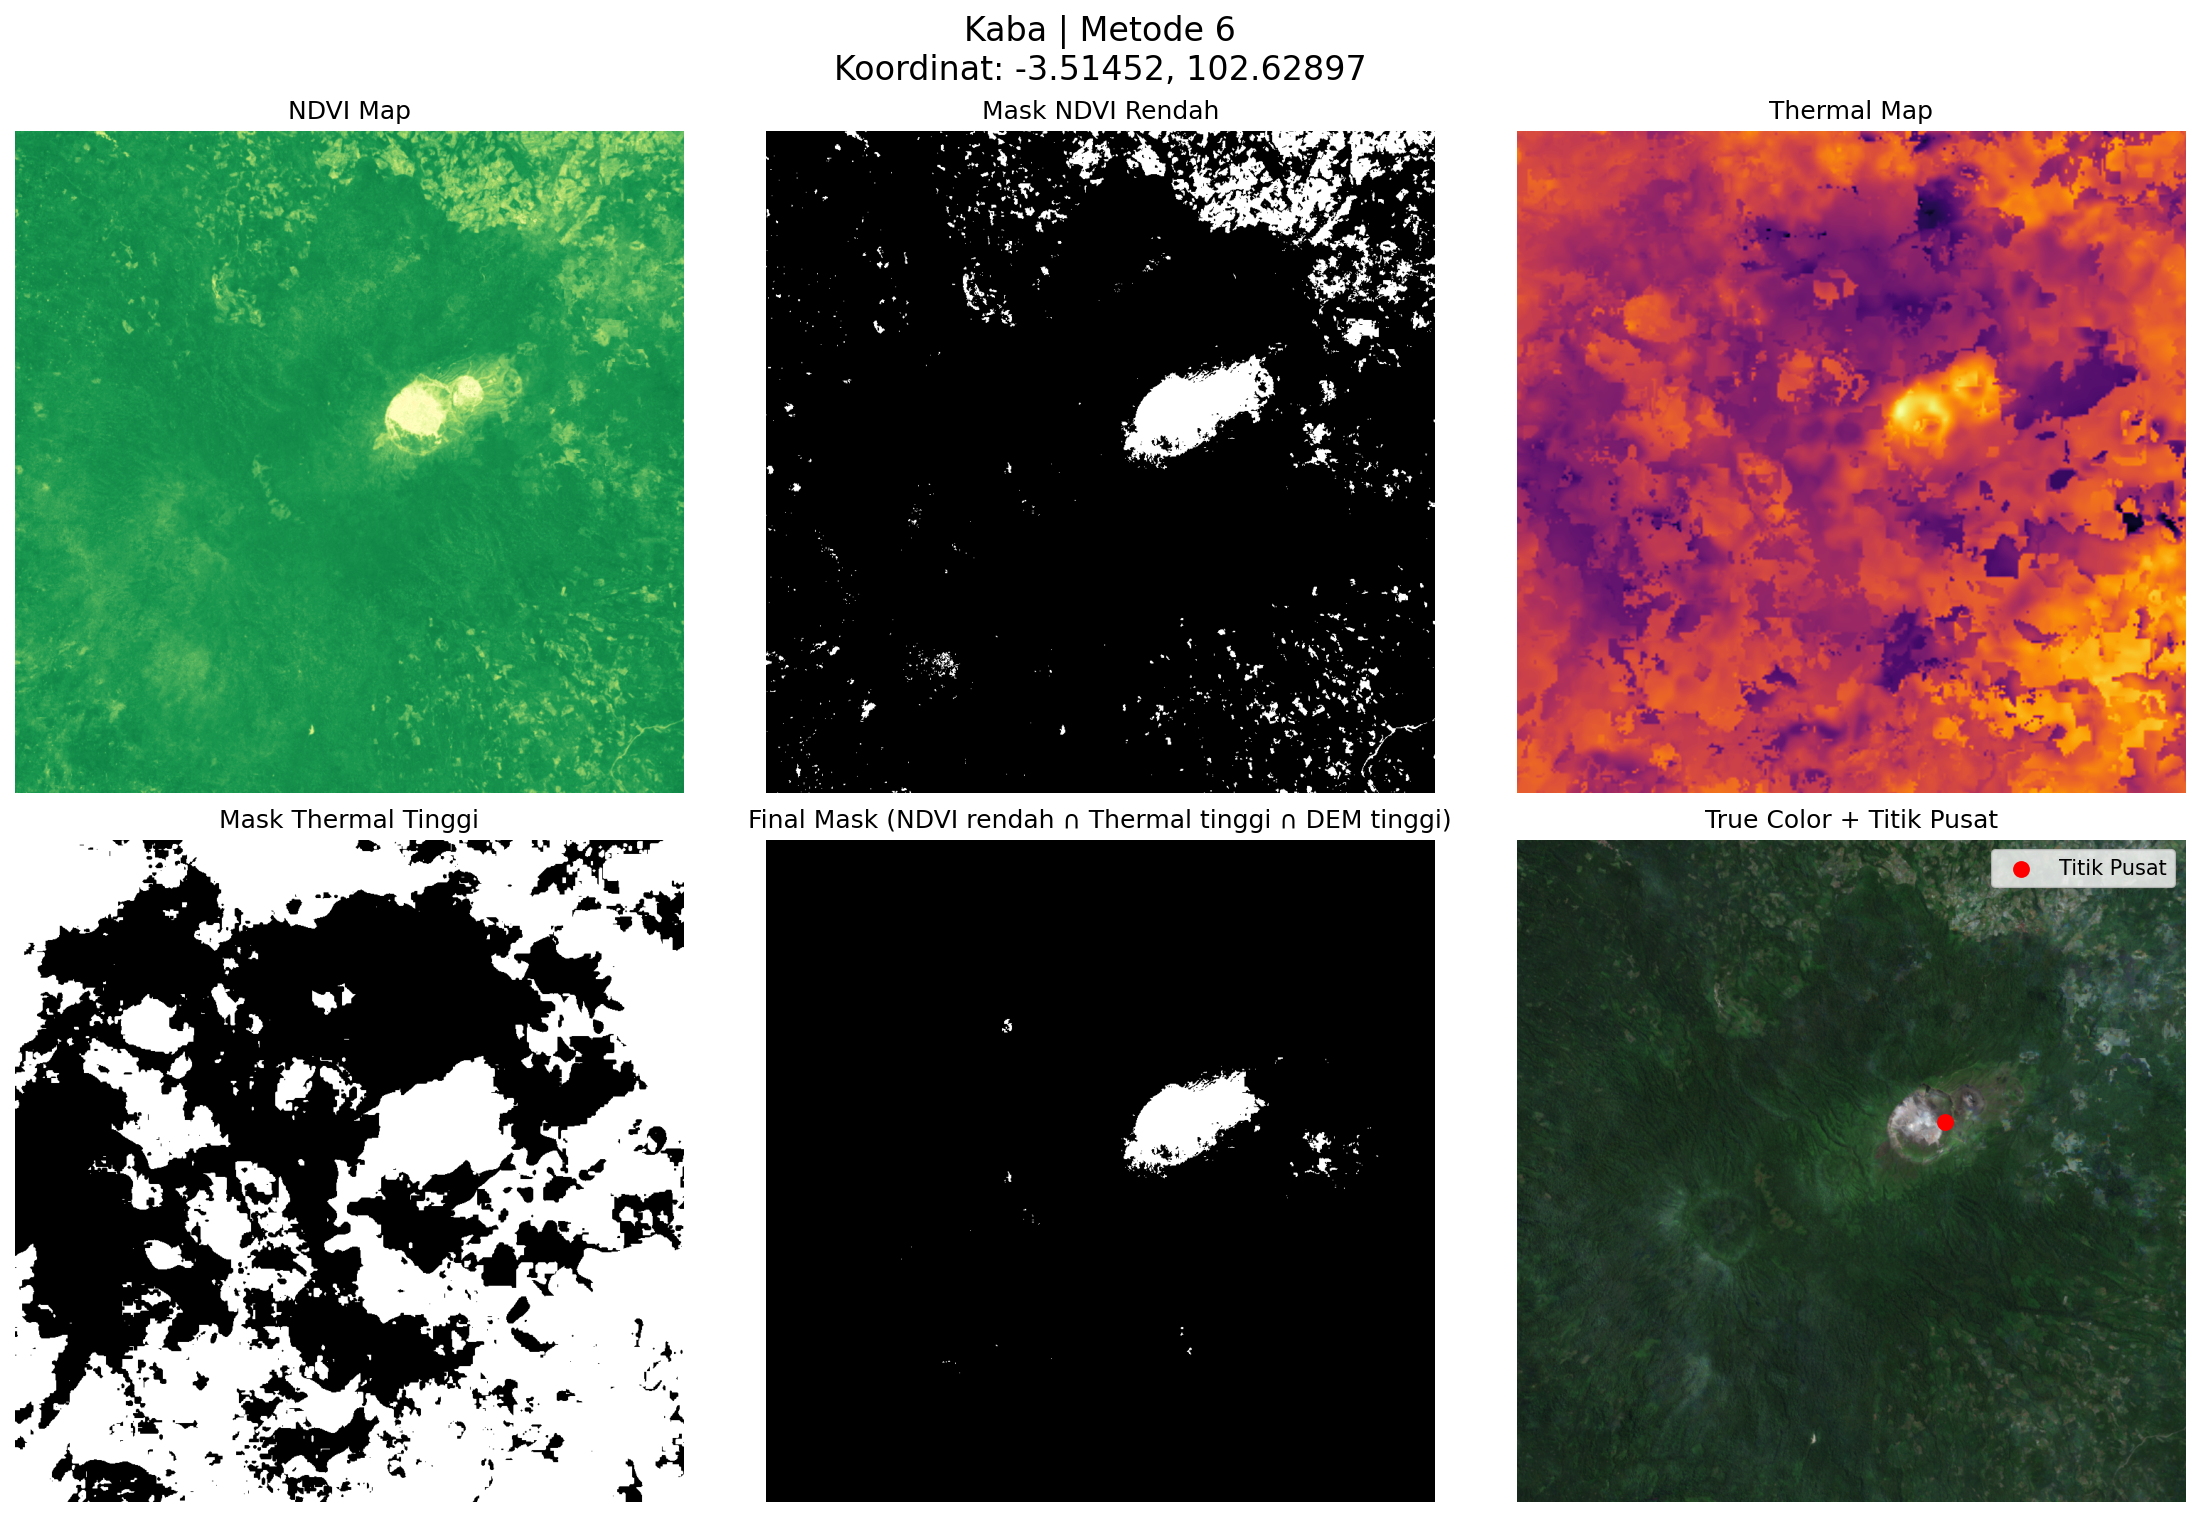 Kaba | Metode 6
Koordinat: -3.51452, 102.62897
NDVI Map
Mask NDVI Rendah
Thermal Map
Mask Thermal Tinggi
Final Mask (NDVI rendah ∩ Thermal tinggi ∩ DEM tinggi)
True Color + Titik Pusat
Titik Pusat